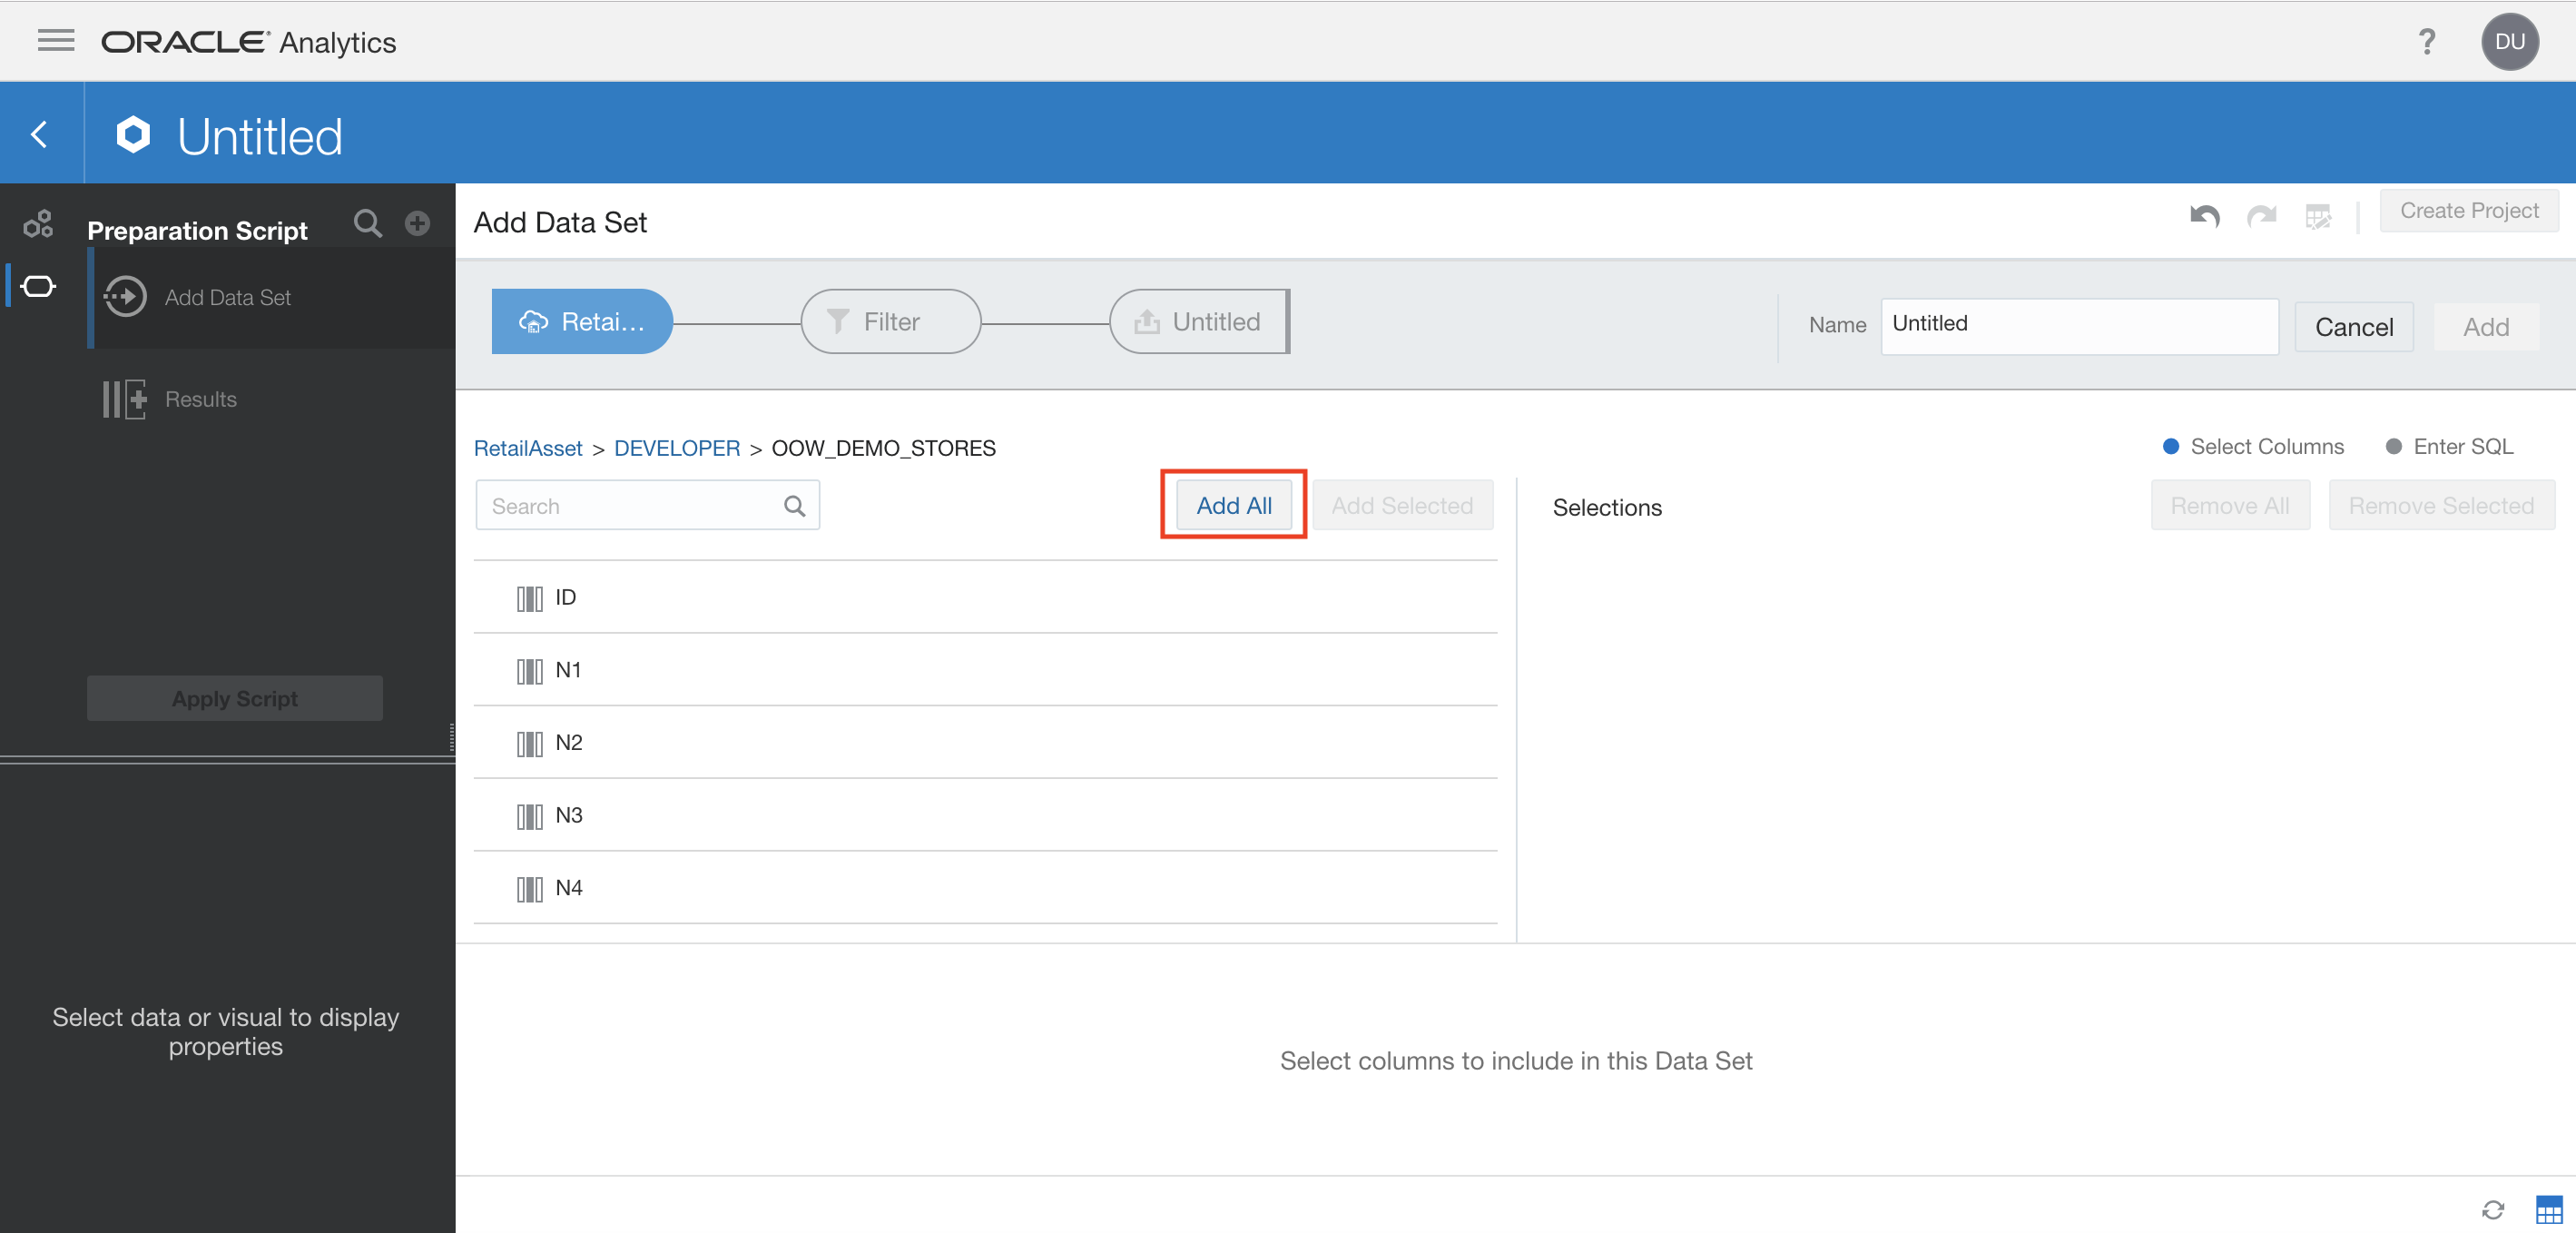 ORACLE® Analytics
?
DU
Untitled
Preparation Script
Add Data Set
Results
Apply Script
Select data or visual to display
properties
Add Data Set
Create Project
Retai...
Filter
Untitled
Name
Untitled
Cancel
Add
RetailAsset > DEVELOPER > OOW_DEMO_STORES
Select Columns
Enter SQL
Search
Add All
Add Selected
Selections
Remove All
Remove Selected
ID
N1
N2
N3
N4
Select columns to include in this Data Set